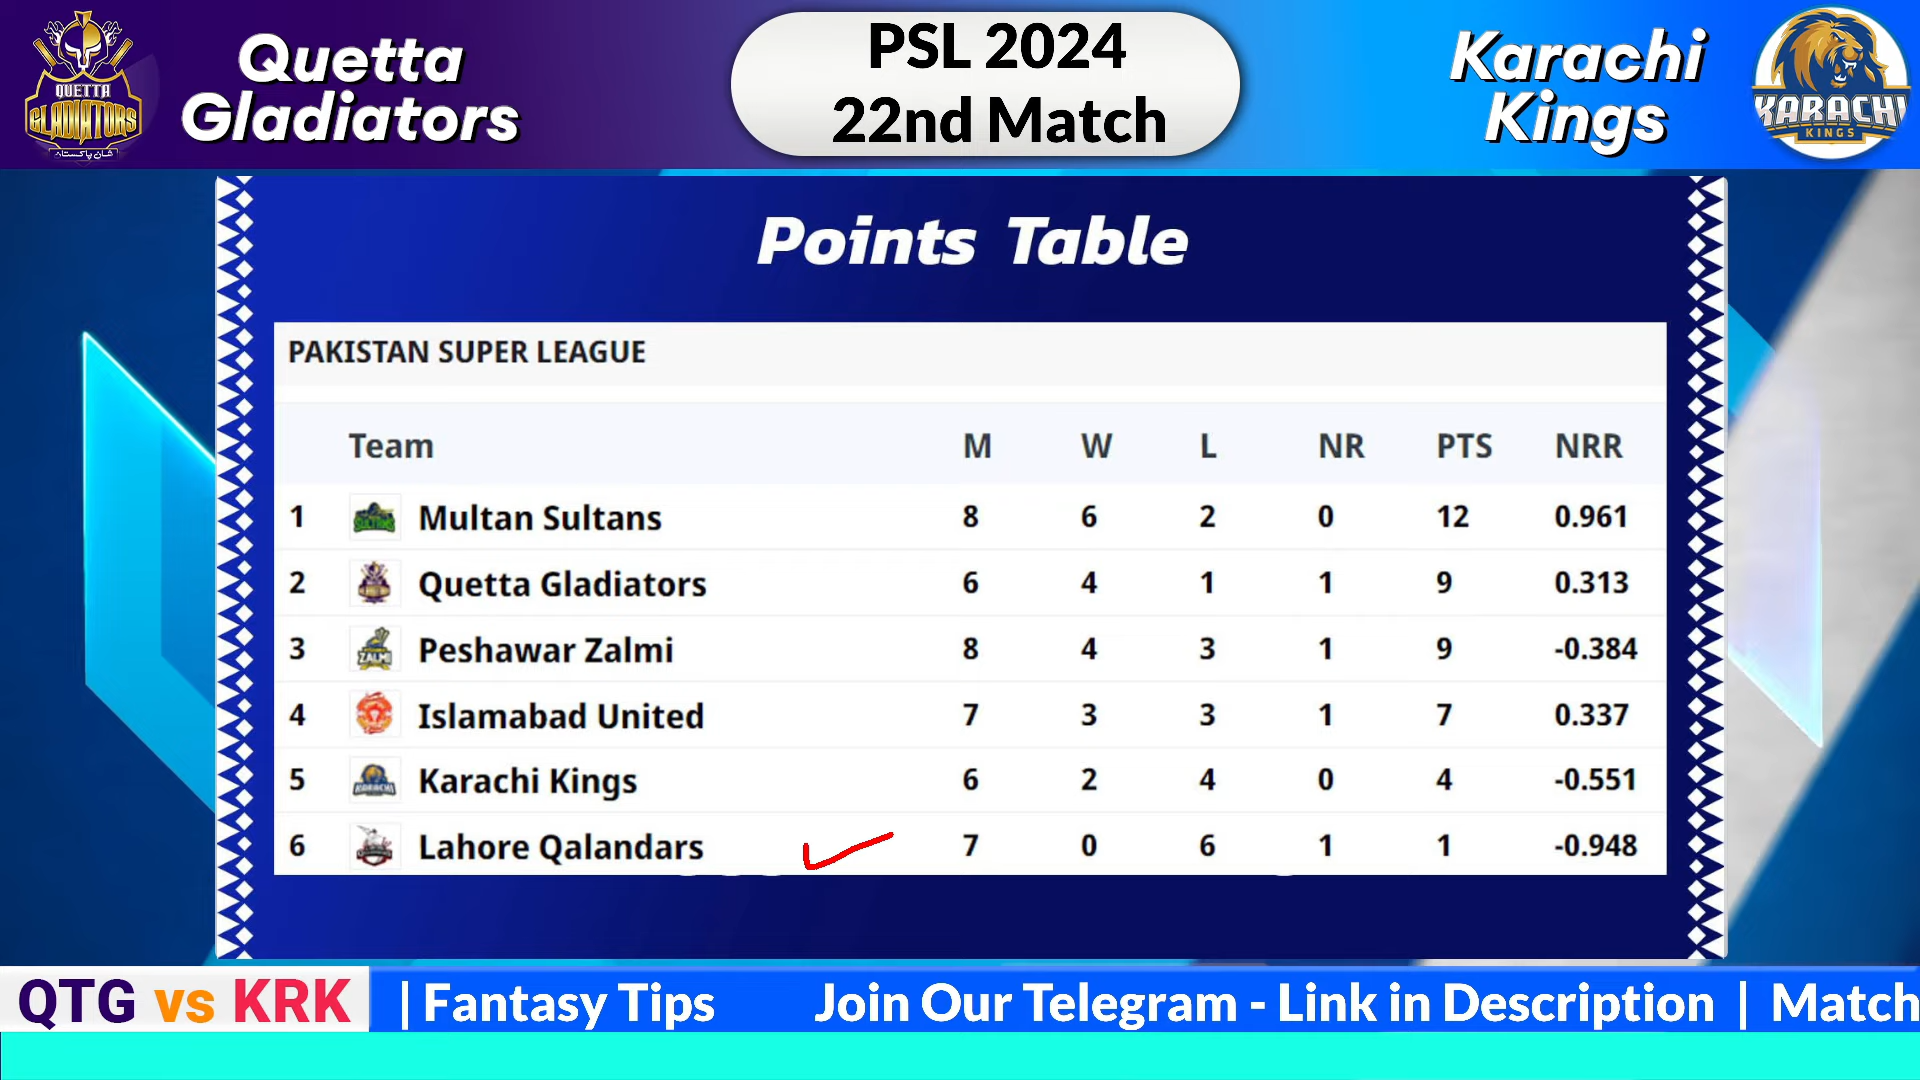 QUETTA
GLADIATORS
شان پاکستان
Quetta
Gladiators
PSL 2024
22nd Match
Karachi
Kings
KARACHI
KINGS
Points Table
PAKISTAN SUPER LEAGUE
Team M W L NR PTS NRR
1 Multan Sultans 8 6 2 0 12 0.961
2 Quetta Gladiators 6 4 1 1 9 0.313
3 ZALMI Peshawar Zalmi 8 4 3 1 9 -0.384
4 Islamabad United 7 3 3 1 7 0.337
5 KARACHI Karachi Kings 6 2 4 0 4 -0.551
6 Lahore Qalandars 7 0 6 1 1 -0.948
QTG vs KRK | Fantasy Tips Join Our Telegram - Link in Description | Match